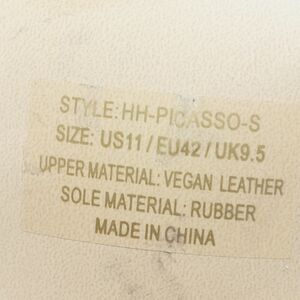 STYLE: HH-PICASSO-S
SIZE: US11 / EU42 / UK9.5
UPPER MATERIAL: VEGAN LEATHER
SOLE MATERIAL: RUBBER
MADE IN CHINA